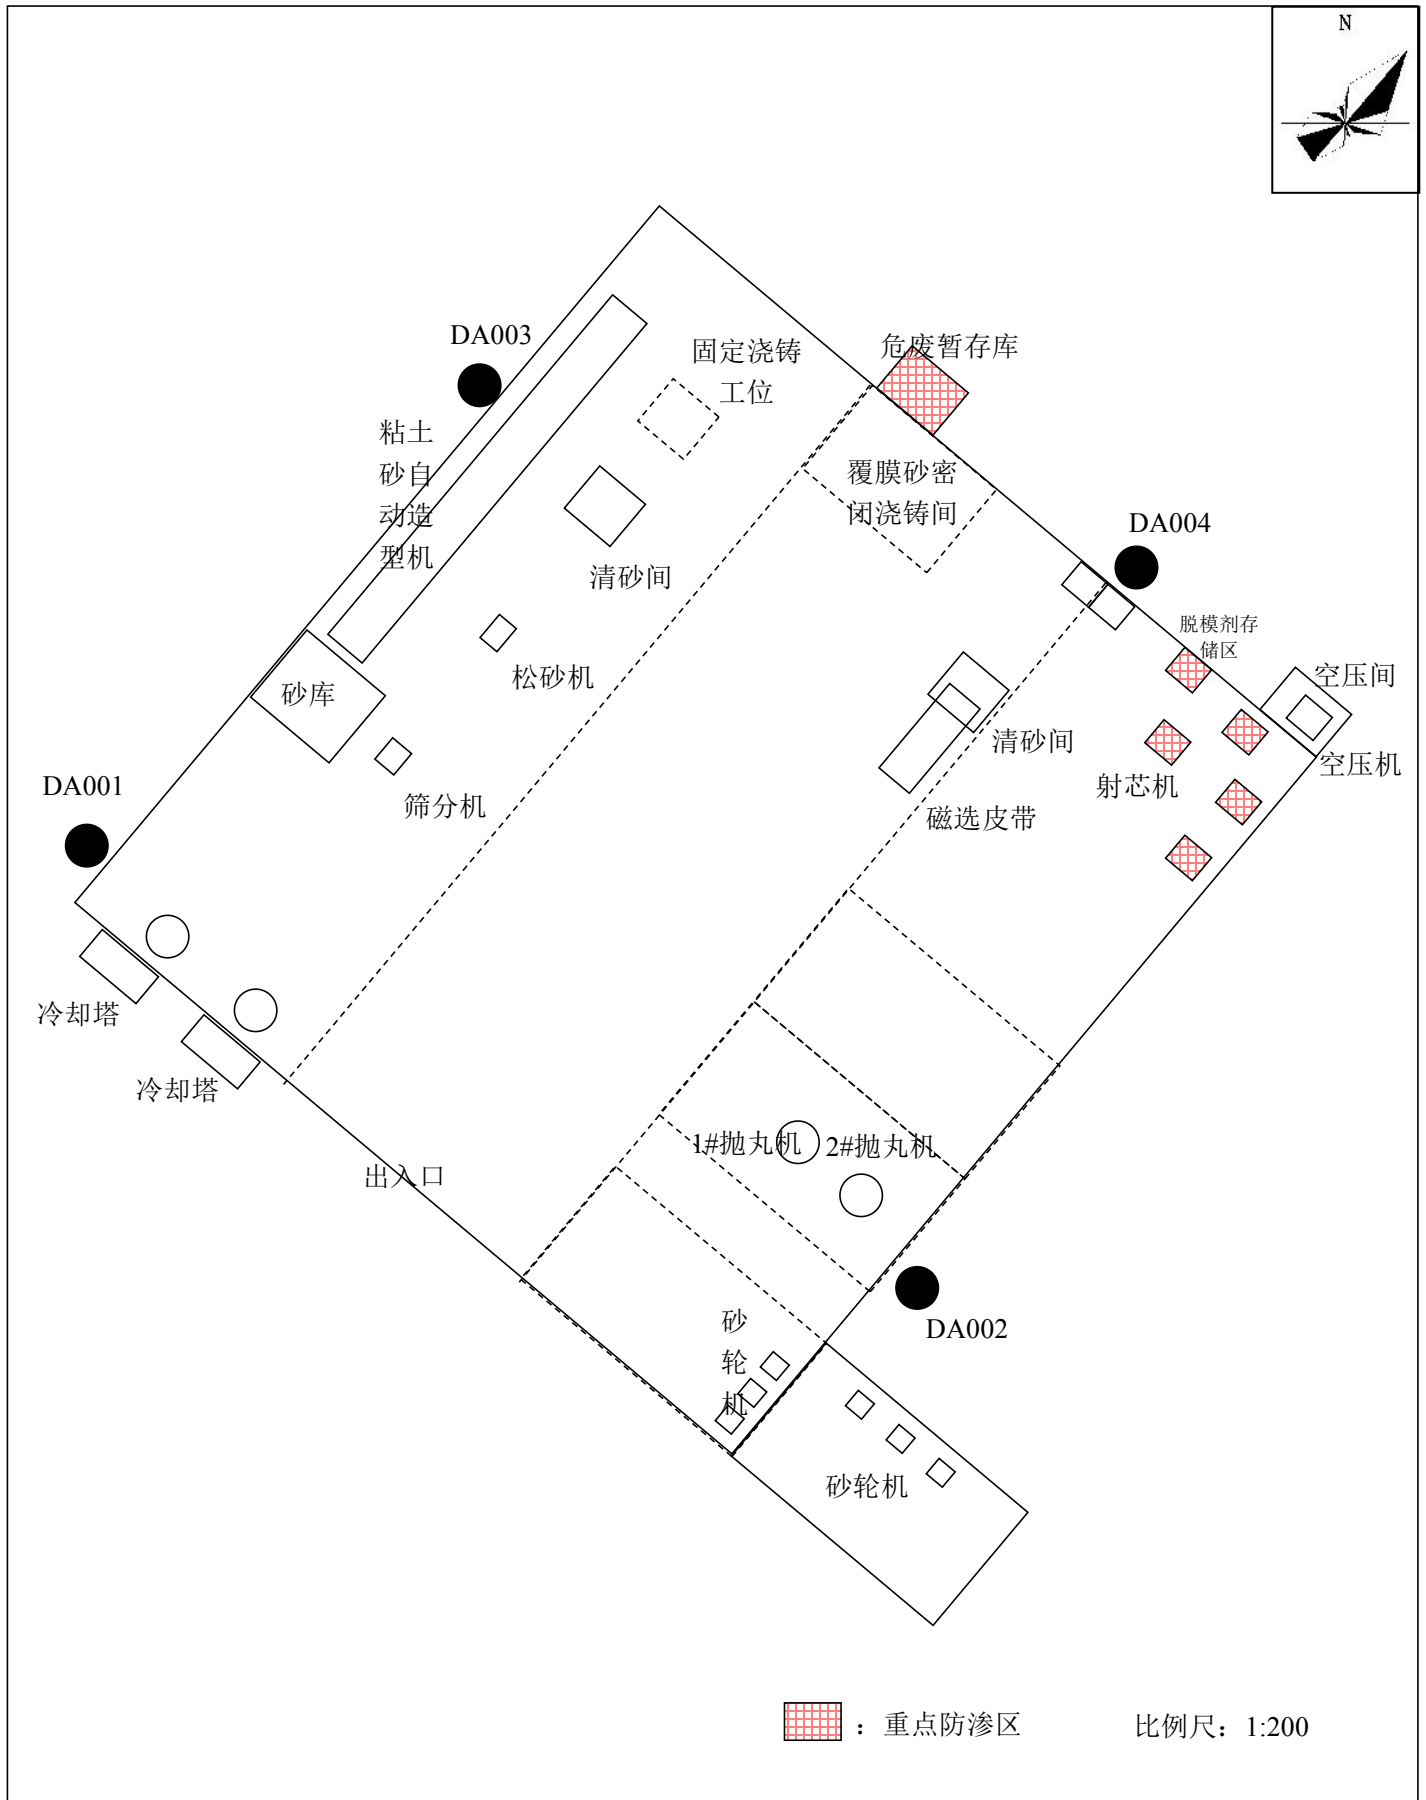 N
DA003
固定浇铸
工位
危废暂存库
粘土
砂自
动造
型机
覆膜砂密
闭浇铸间
DA004
清砂间
脱模剂存
储区
松砂机
砂库
空压间
清砂间
空压机
射芯机
DA001
筛分机
磁选皮带
冷却塔
冷却塔
1#抛丸机
2#抛丸机
出入口
砂
轮
机
DA002
砂轮机
：重点防渗区
比例尺：1:200